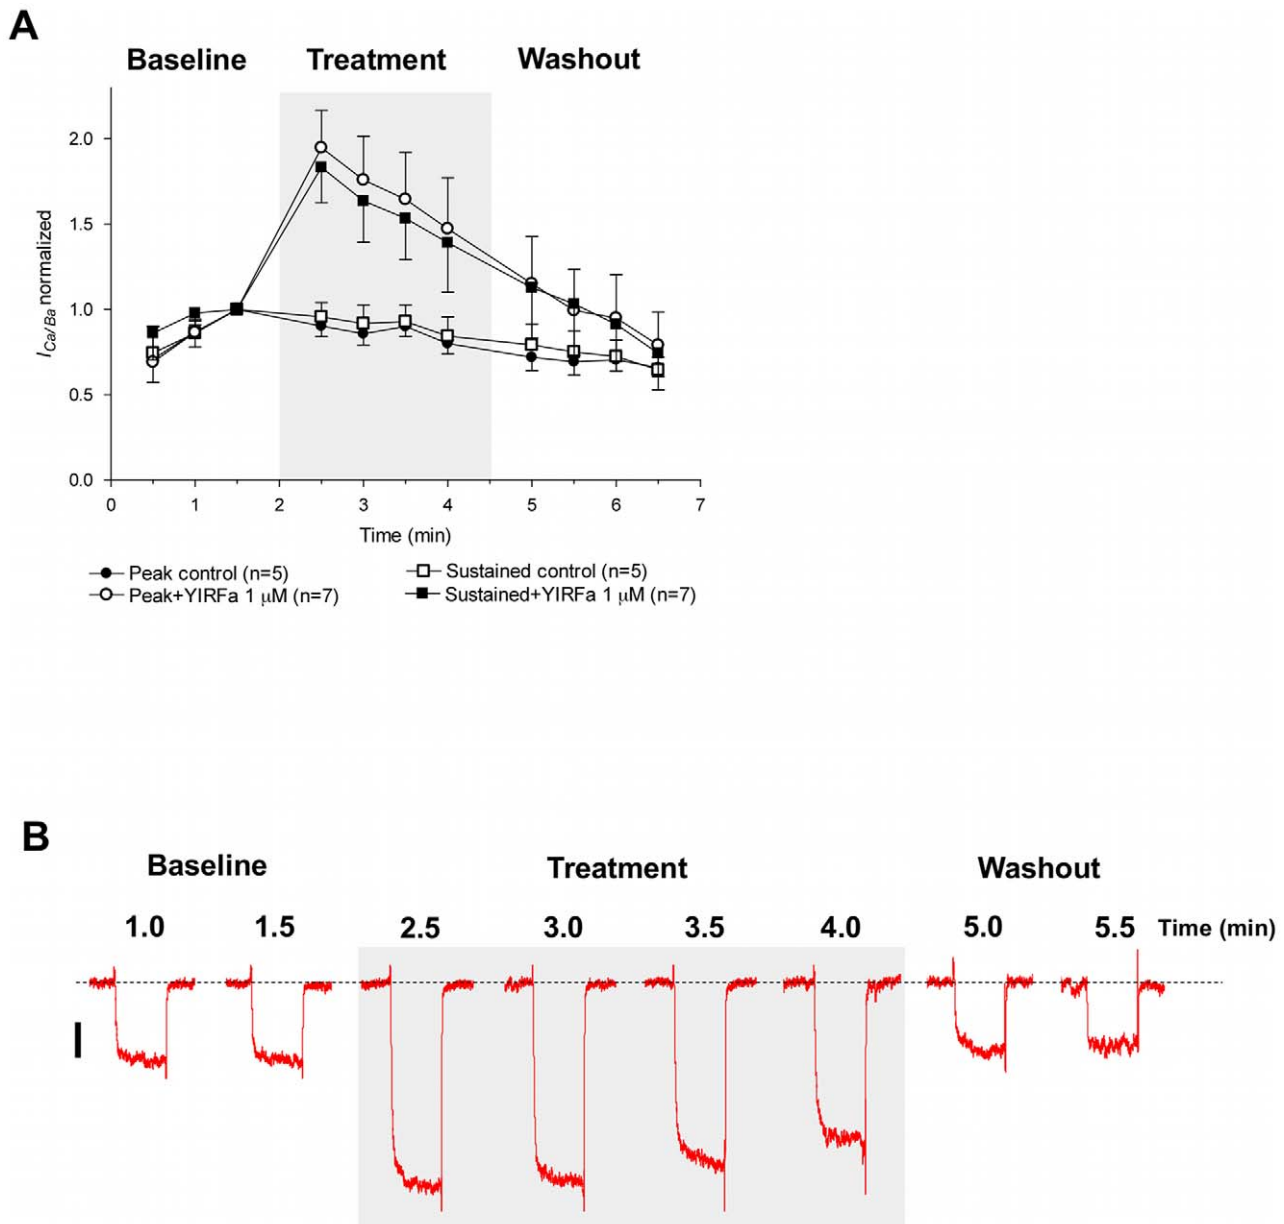 A
Baseline Treatment Washout
2.0
1.5
1.0
0.5
0.0
I Ca/Ba normalized
0 1 2 3 4 5 6 7
Time (min)
Peak control (n=5) Sustained control (n=5)
Peak+YIRFa 1 μM (n=7) Sustained+YIRFa 1 μM (n=7)
B
Baseline Treatment Washout
1.0 1.5 2.5 3.0 3.5 4.0 5.0 5.5 Time (min)